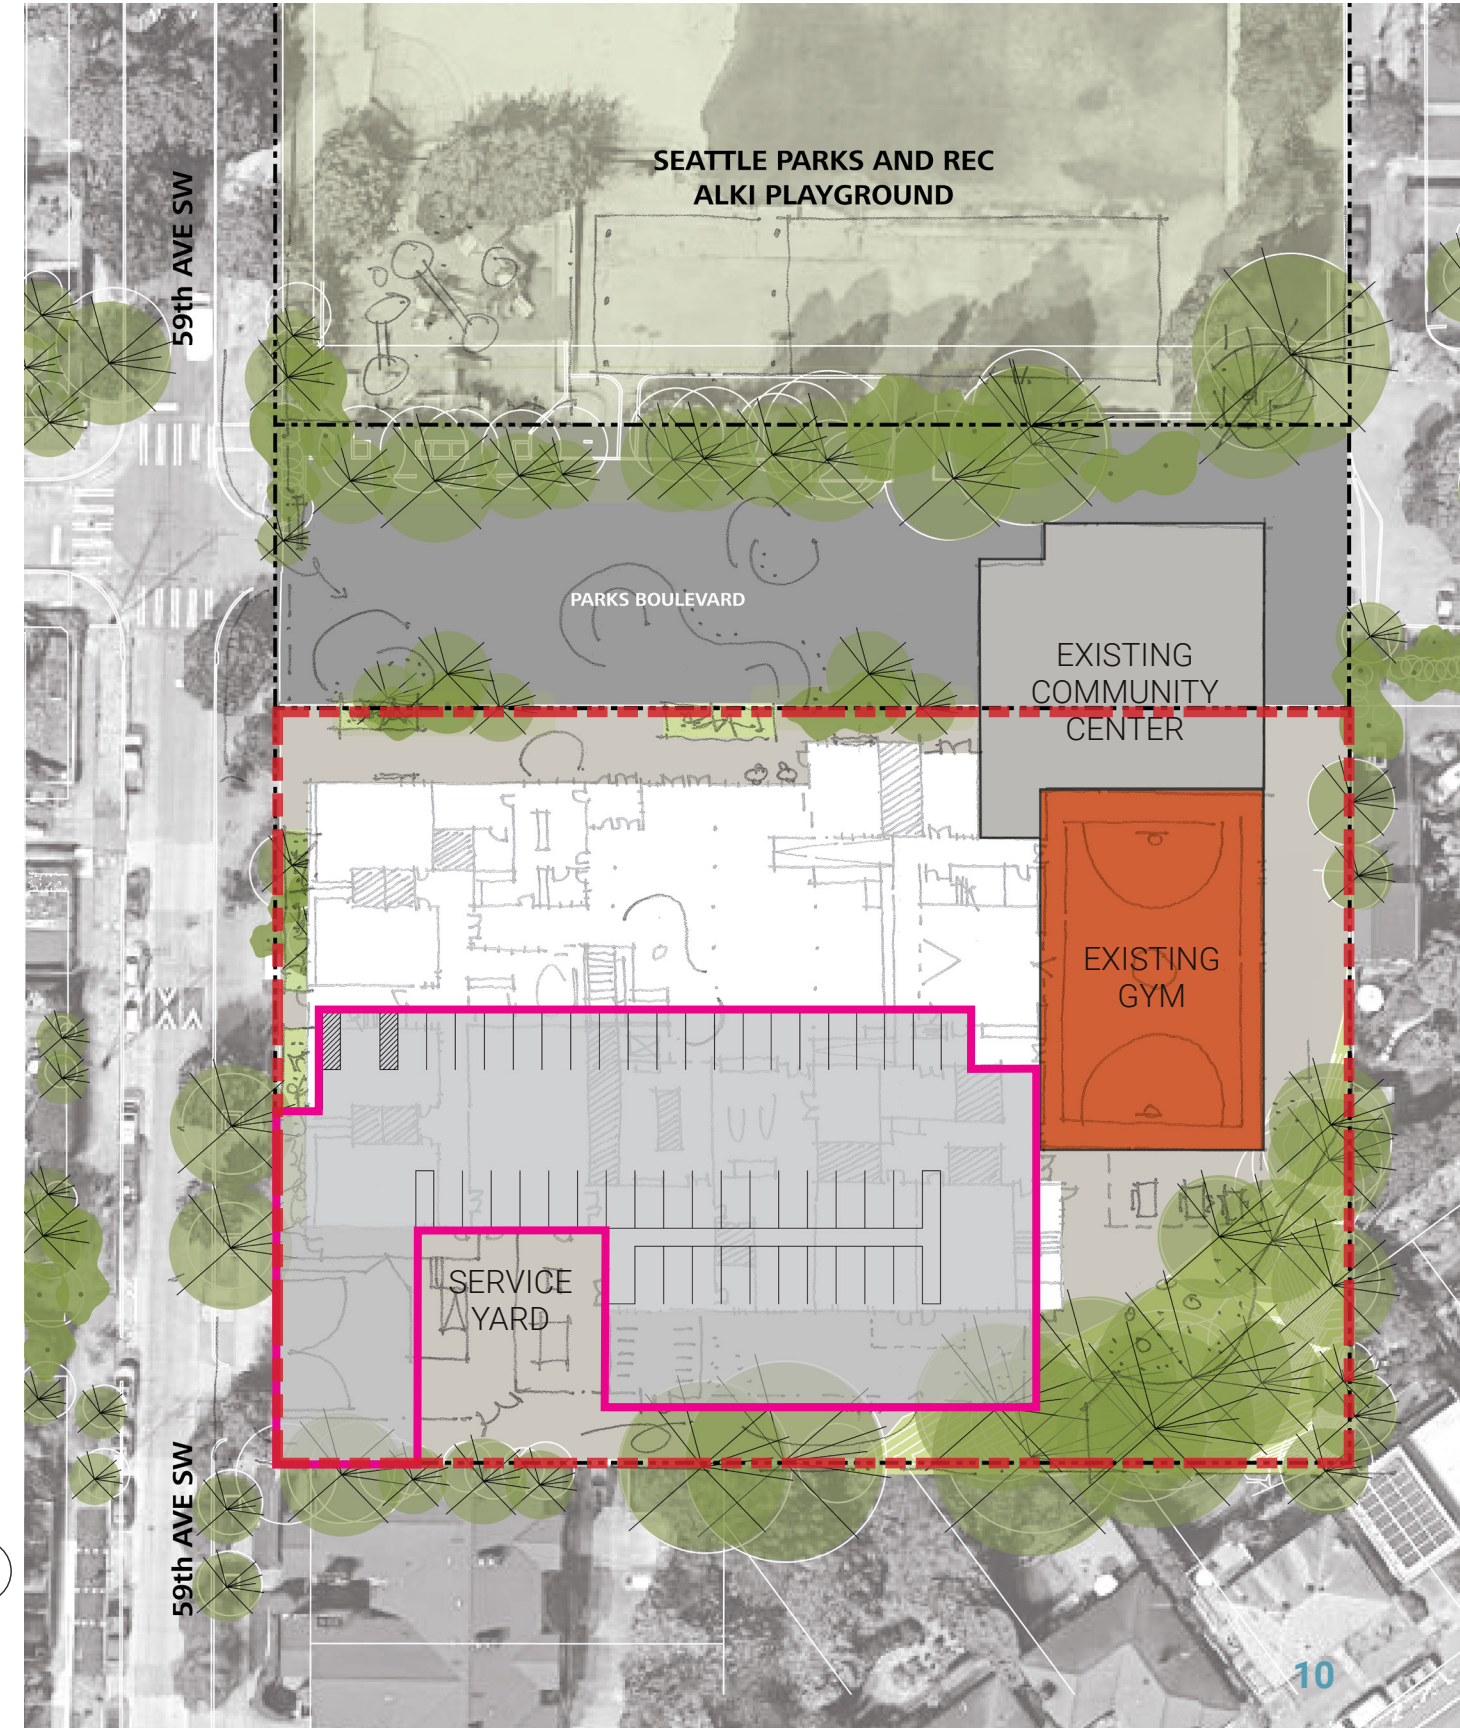 SEATTLE PARKS AND REC
ALKI PLAYGROUND
59th AVE SW
PARKS BOULEVARD
EXISTING
COMMUNITY
CENTER
EXISTING
GYM
SERVICE
YARD
59th AVE SW
10